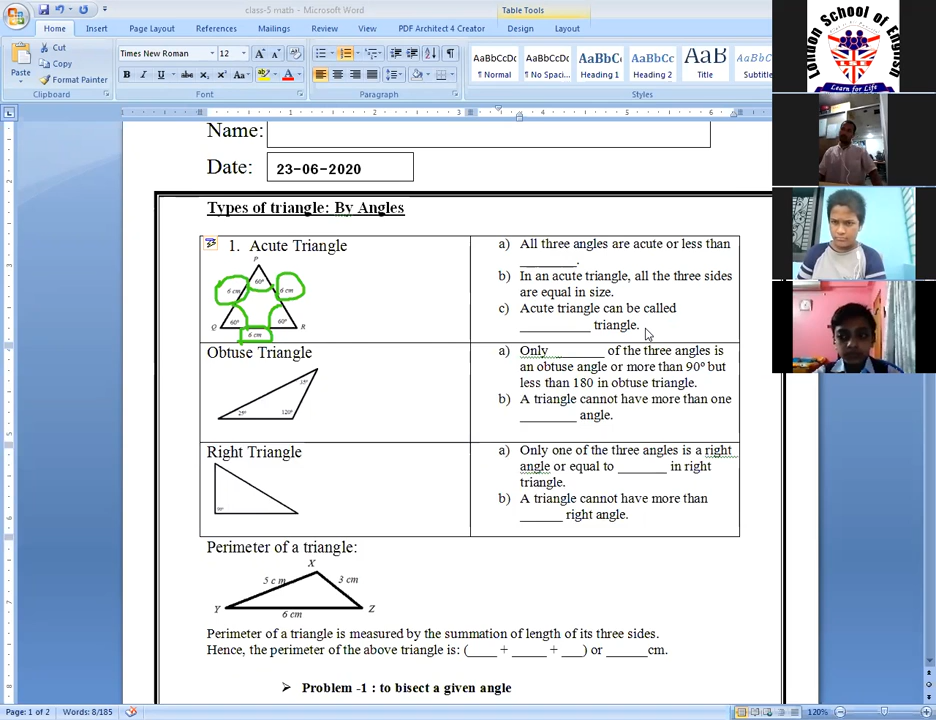 class-5 math - Microsoft Word
Table Tools
Home Insert Page Layout References Mailings Review View PDF Architect 4 Creator Design Layout
Cut
Copy
Format Painter
Paste
Clipboard
Times New Roman 12
Font
Paragraph
AaBbCcDc AaBbCcDc AaBbC AaBbCc AaB AaBbCc
¶ Normal ¶ No Spaci... Heading 1 Heading 2 Title Subtitle
Styles
London School of English
Learn for Life
Name:
Date: 23-06-2020
Types of triangle: By Angles
1. Acute Triangle
P
60°
6 cm 6 cm
60° 60°
Q R
6 cm
a) All three angles are acute or less than
________.
b) In an acute triangle, all the three sides
are equal in size.
c) Acute triangle can be called
__________ triangle.
Obtuse Triangle
35°
25° 120°
a) Only ________ of the three angles is
an obtuse angle or more than 90° but
less than 180 in obtuse triangle.
b) A triangle cannot have more than one
________ angle.
Right Triangle
90°
a) Only one of the three angles is a right
angle or equal to _______ in right
triangle.
b) A triangle cannot have more than
______ right angle.
Perimeter of a triangle:
X
5 c m 3 cm
Y Z
6 cm
Perimeter of a triangle is measured by the summation of length of its three sides.
Hence, the perimeter of the above triangle is: (____ + _____ + ___) or ______cm.
➢ Problem -1 : to bisect a given angle
Page: 1 of 2 Words: 8/185 120%